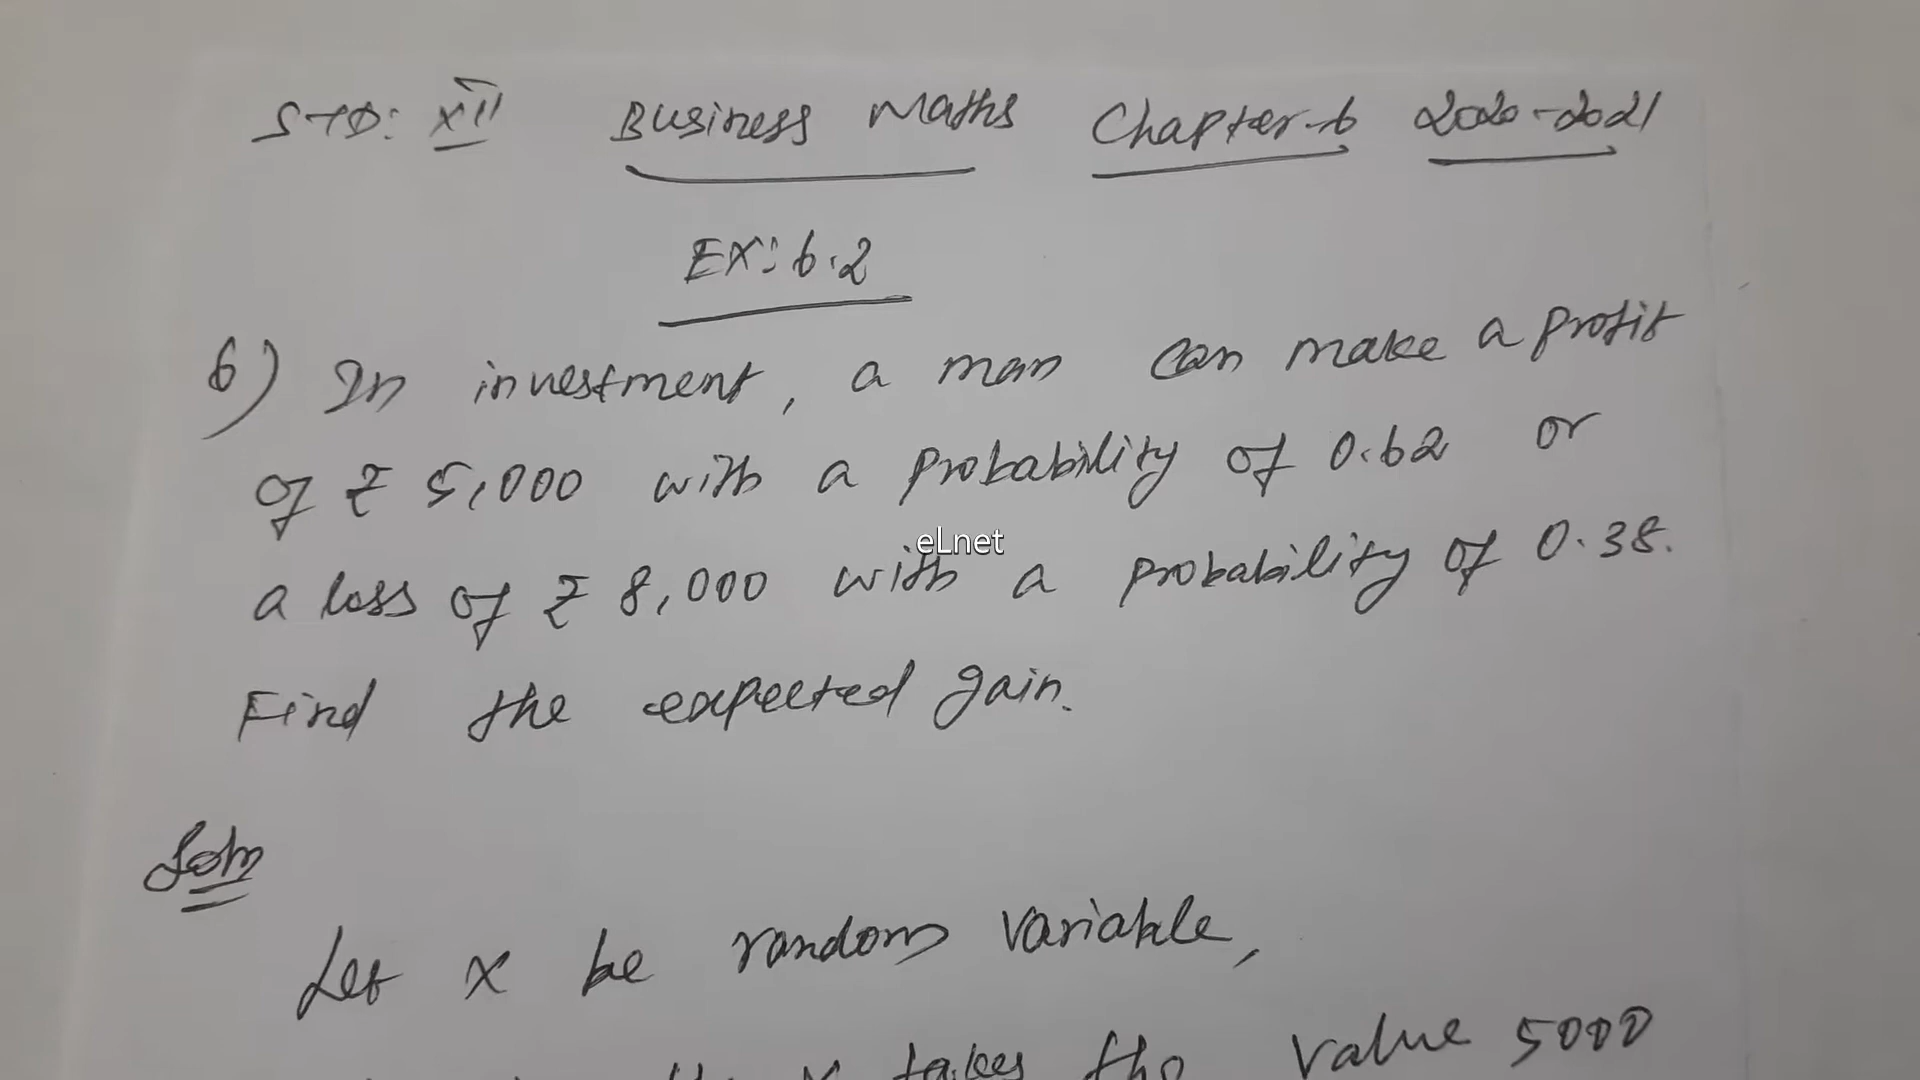 STD: XII Business Maths Chapter-6 2020-2021
EX: 6.2
6) In investment, a man can make a profit
of ₹ 5,000 with a probability of 0.62 or
eLnet
a loss of ₹ 8,000 with a probability of 0.38.
Find the expected gain.
Soln
Let x be random variable,
takes the value 5000